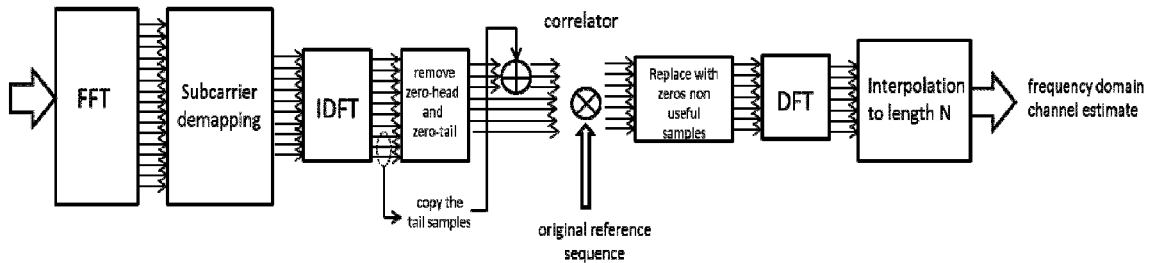 FFT
Subcarrier
demapping
IDFT
remove
zero-head
and
zero-tail
copy the
tail samples
correlator
original reference
sequence
Replace with
zeros non
useful
samples
DFT
Interpolation
to length N
frequency domain
channel estimate